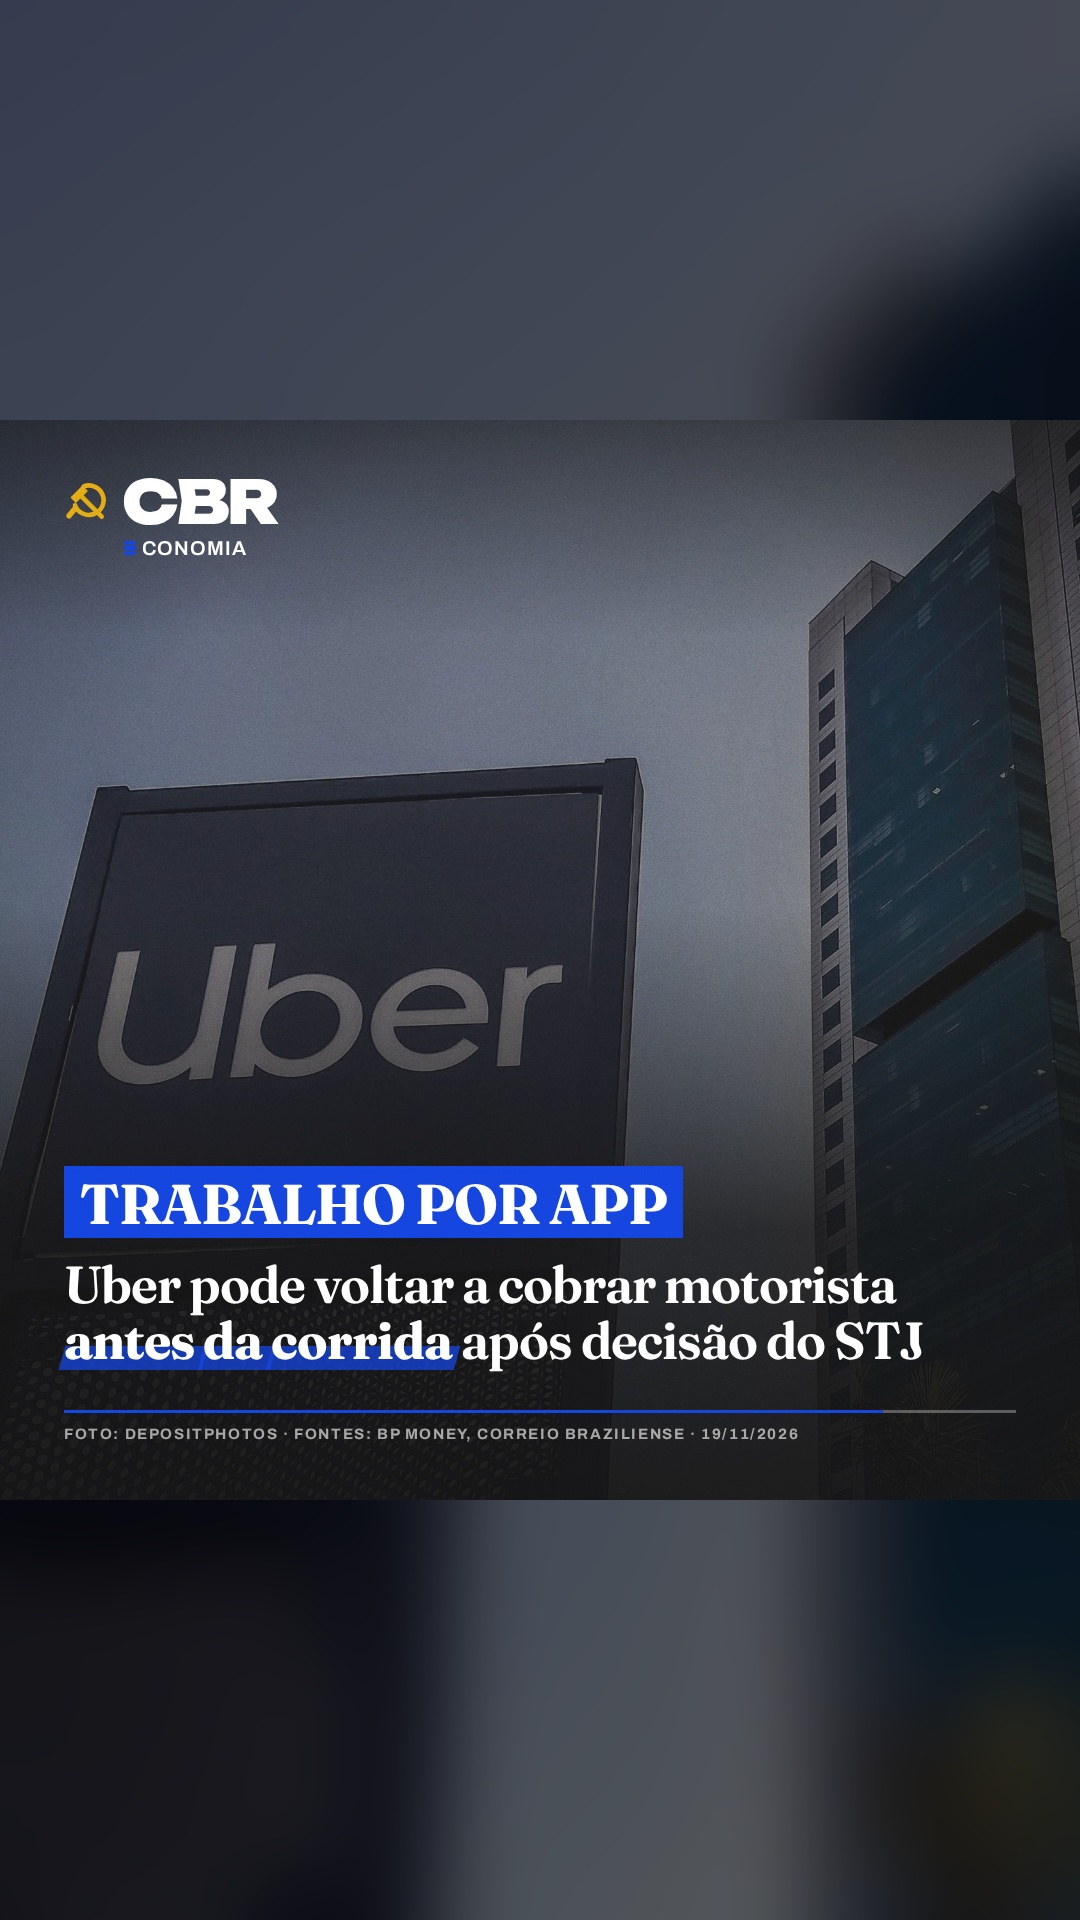 CBR
CONOMIA
Uber
TRABALHO POR APP
Uber pode voltar a cobrar motorista
antes da corrida após decisão do STJ
FOTO: DEPOSITPHOTOS · FONTES: BP MONEY, CORREIO BRAZILIENSE · 19/11/2026